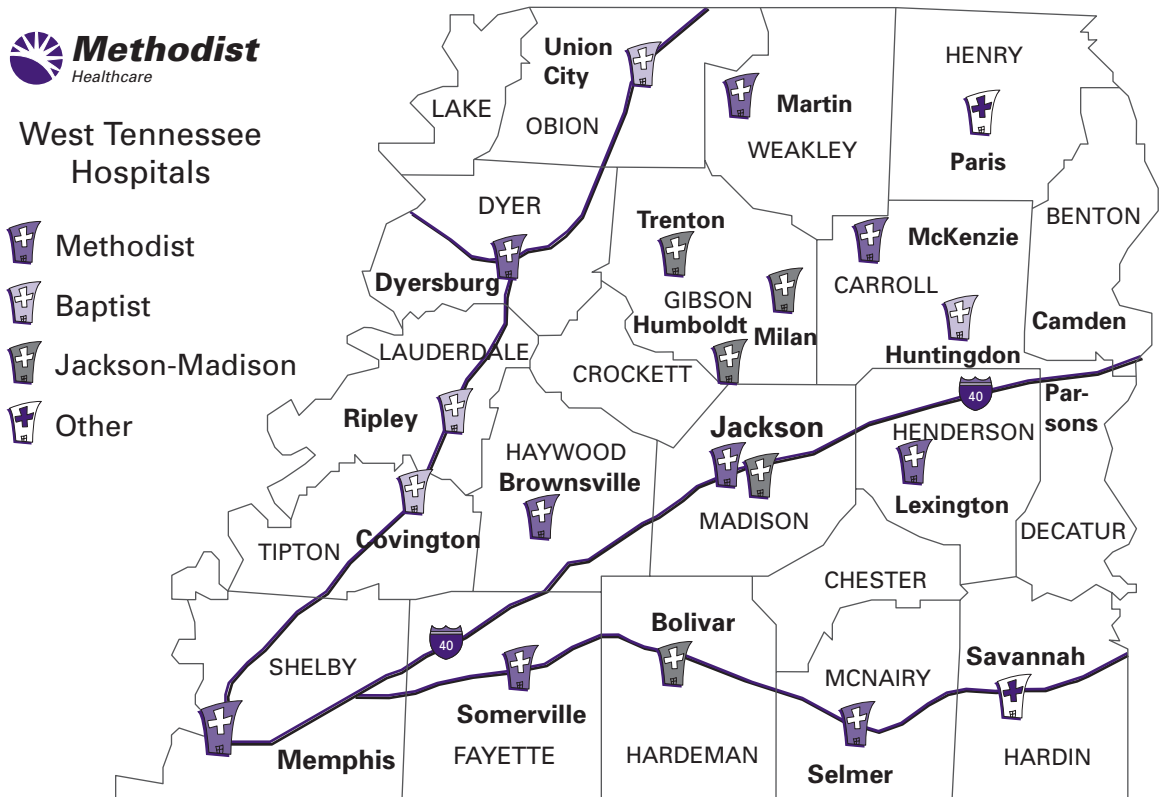 Methodist
Healthcare
West Tennessee
Hospitals
Methodist
Baptist
Jackson-Madison
Other
Union
City
HENRY
LAKE
OBION
Martin
WEAKLEY
Paris
DYER
BENTON
Trenton
McKenzie
Dyersburg
GIBSON
CARROLL
Humboldt
Milan
Camden
LAUDERDALE
Huntingdon
CROCKETT
40
Par-
sons
Ripley
Jackson
HENDERSON
HAYWOOD
Brownsville
Lexington
MADISON
Covington
TIPTON
DECATUR
CHESTER
Bolivar
40
SHELBY
Savannah
MCNAIRY
Somerville
Memphis
FAYETTE
HARDEMAN
HARDIN
Selmer